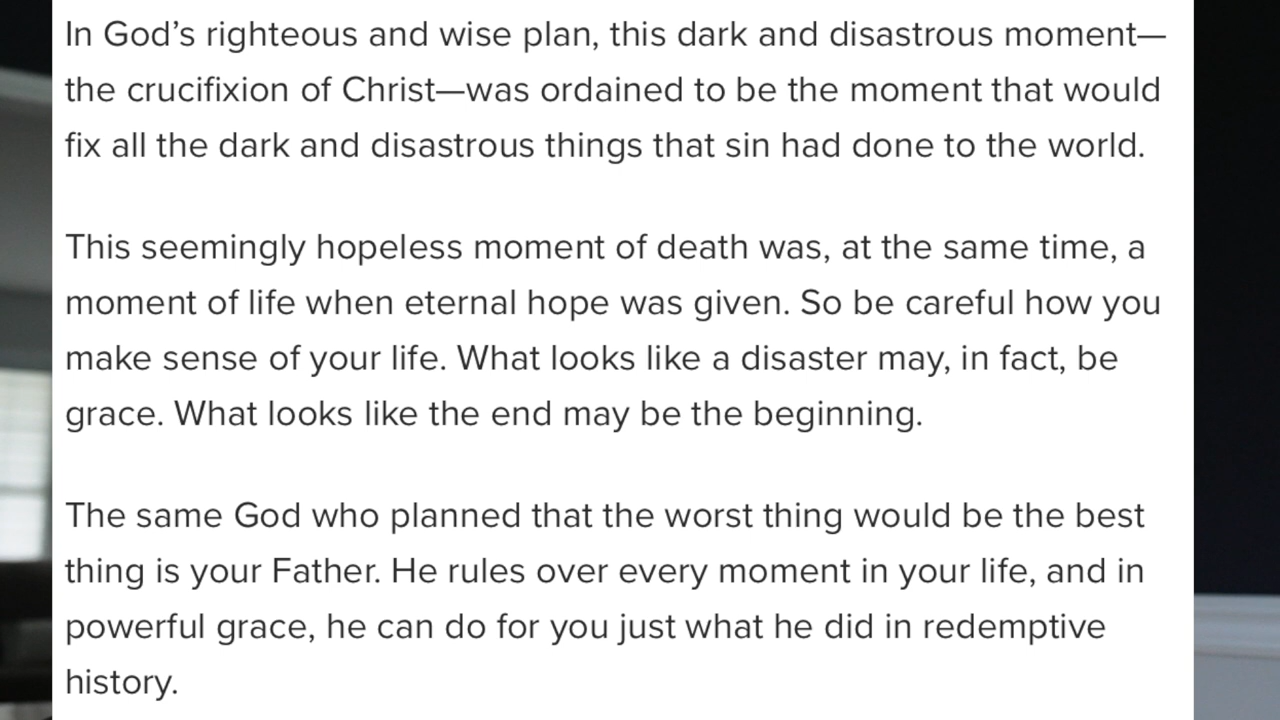 In God’s righteous and wise plan, this dark and disastrous moment—
the crucifixion of Christ—was ordained to be the moment that would
fix all the dark and disastrous things that sin had done to the world.
This seemingly hopeless moment of death was, at the same time, a
moment of life when eternal hope was given. So be careful how you
make sense of your life. What looks like a disaster may, in fact, be
grace. What looks like the end may be the beginning.
The same God who planned that the worst thing would be the best
thing is your Father. He rules over every moment in your life, and in
powerful grace, he can do for you just what he did in redemptive
history.